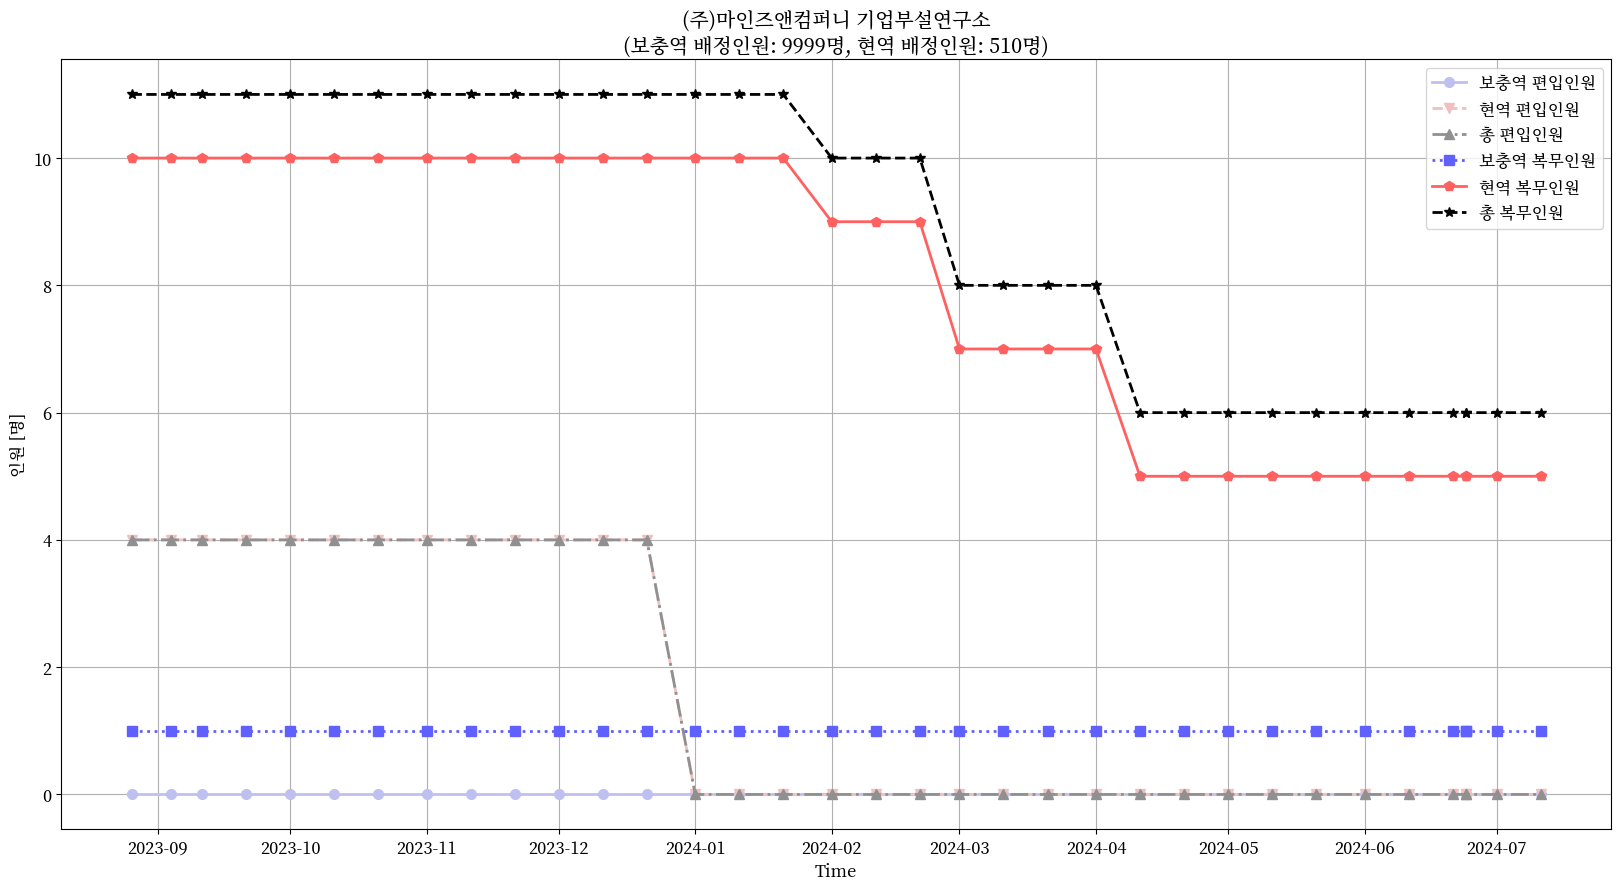 (주)마인즈앤컴퍼니 기업부설연구소
(보충역 배정인원: 9999명, 현역 배정인원: 510명)
보충역 편입인원
현역 편입인원
총 편입인원
보충역 복무인원
현역 복무인원
총 복무인원
인원 [명]
10
8
6
4
2
0
2023-09 2023-10 2023-11 2023-12 2024-01 2024-02 2024-03 2024-04 2024-05 2024-06 2024-07
Time